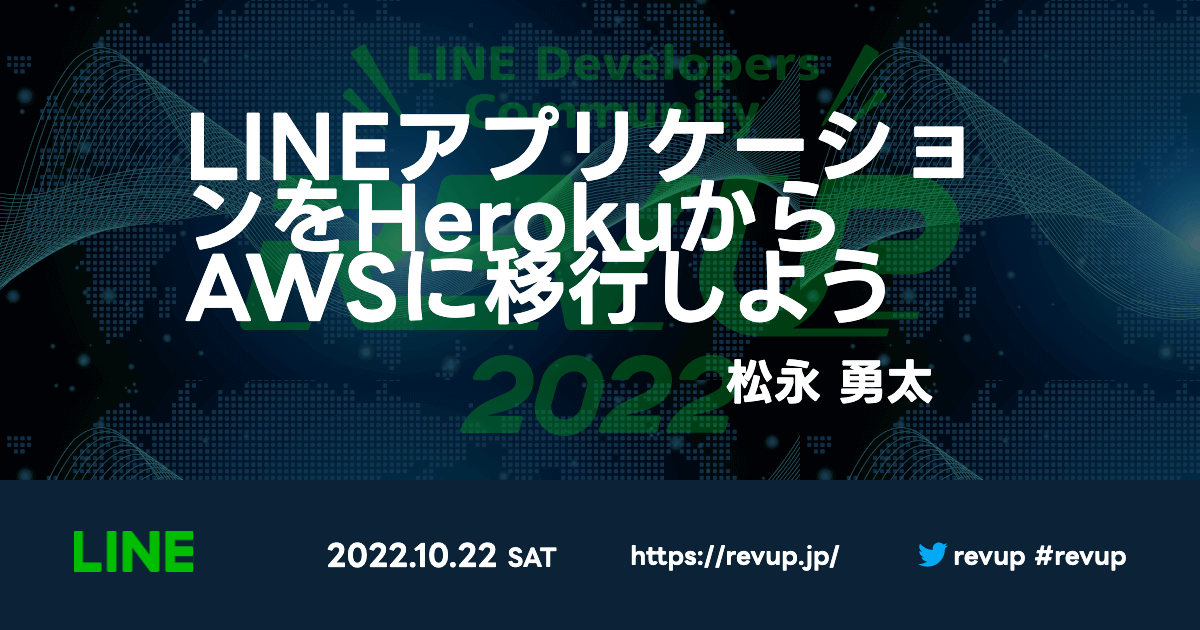 LINE Developers
Community
REVUP
2022
LINEアプリケーショ
ンをHerokuから
AWSに移行しよう
松永 勇太
LINE
2022.10.22 SAT
https://revup.jp/
revup #revup